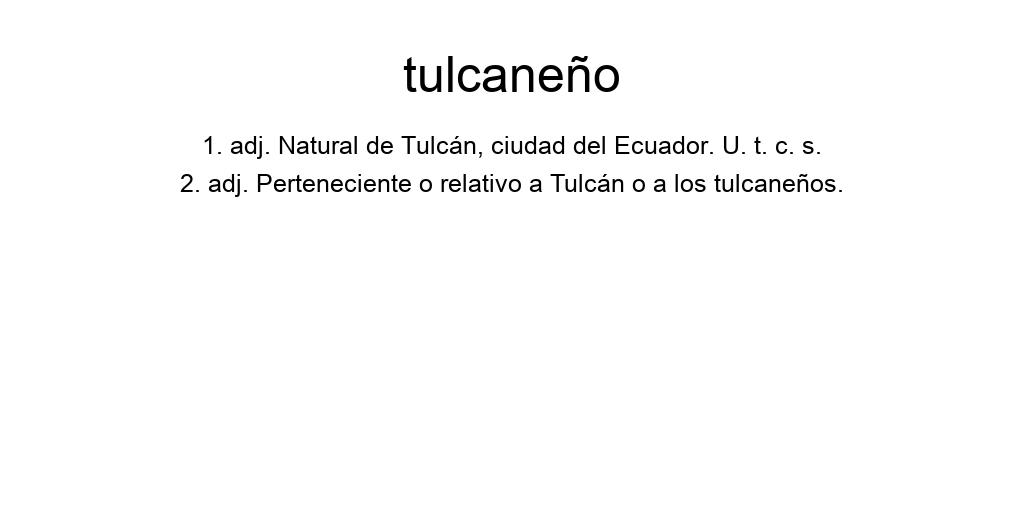 tulcaneño
1. adj. Natural de Tulcán, ciudad del Ecuador. U. t. c. s.
2. adj. Perteneciente o relativo a Tulcán o a los tulcaneños.